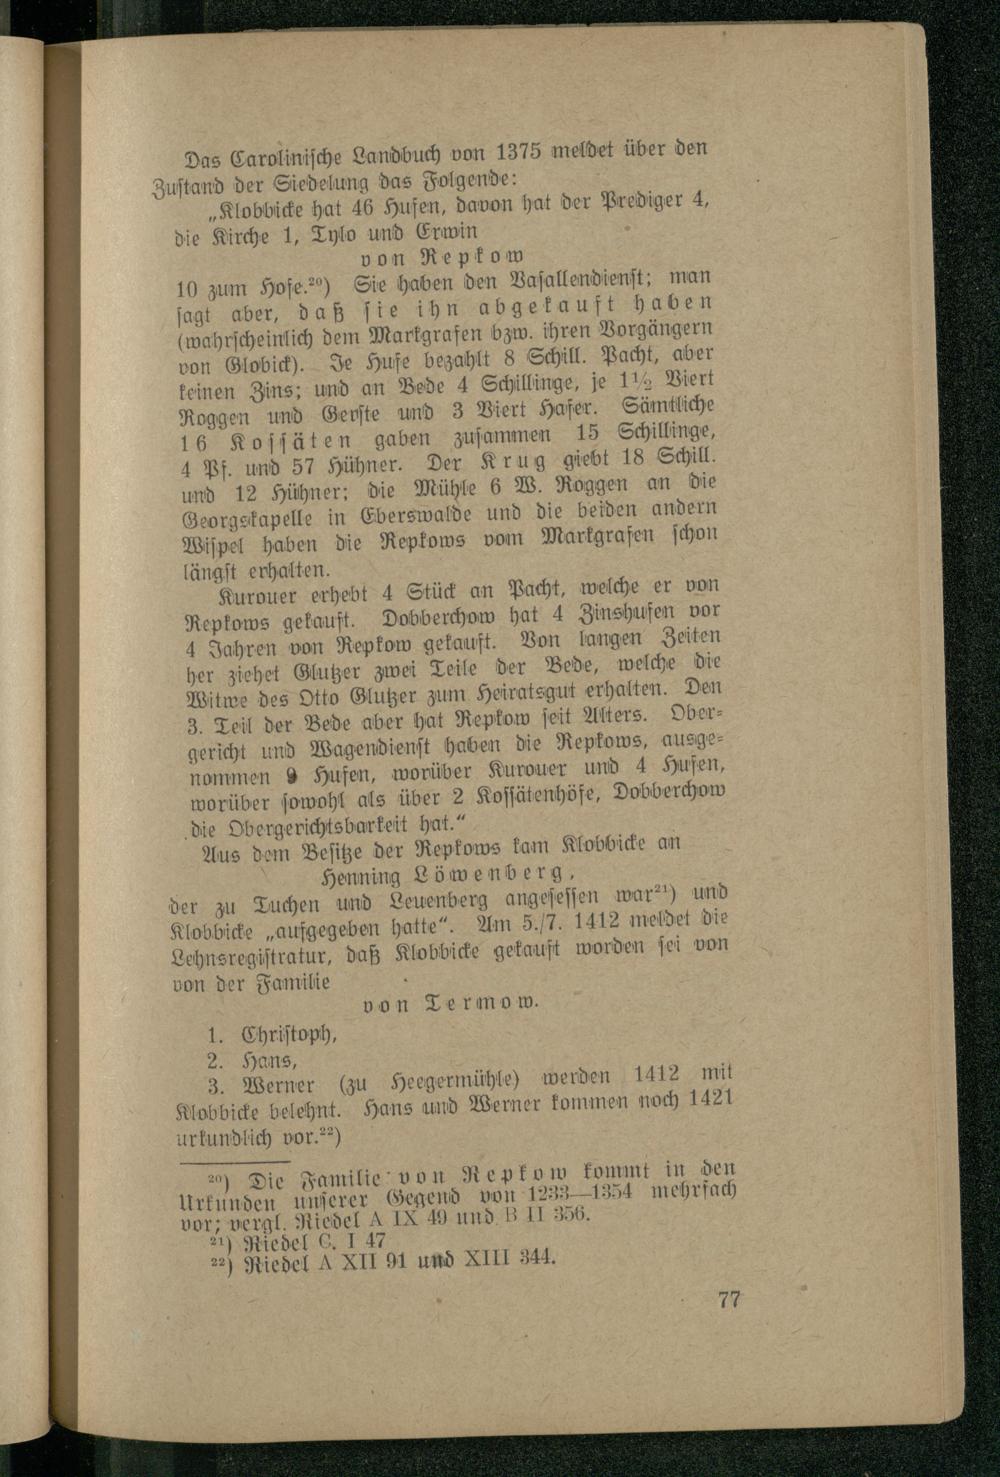 Das Carolinische Landbuch von 1375 meldet über den
Zustand der Siedelung das Folgende:
„Klobbicke hat 46 Hufen, davon hat der Prediger 4,
die Kirche 1, Tylo und Erwin
von Repkow
10 zum Hofe.²⁰) Sie haben den Vasallendienst; man
sagt aber, daß sie ihn abgekauft haben
(wahrscheinlich dem Markgrafen bzw. ihren Vorgängern
von Globick). Je Hufe bezahlt 8 Schill. Pacht, aber
keinen Zins; und an Bede 4 Schillinge, je 1½ Viert
Roggen und Gerste und 3 Viert Hafer. Sämtliche
16 Kossäten gaben zusammen 15 Schillinge,
4 Pf. und 57 Hühner. Der Krug giebt 18 Schill.
und 12 Hühner; die Mühle 6 W. Roggen an die
Georgskapelle in Eberswalde und die beiden andern
Wispel haben die Repkows vom Markgrafen schon
längst erhalten.
Kurouer erhebt 4 Stück an Pacht, welche er von
Repkows gekauft. Dobberchow hat 4 Zinshufen vor
4 Jahren von Repkow gekauft. Von langen Zeiten
her ziehet Glutzer zwei Teile der Bede, welche die
Witwe des Otto Glutzer zum Heiratsgut erhalten. Den
3. Teil der Bede aber hat Repkow seit Alters. Ober-
gericht und Wagendienst haben die Repkows, ausge-
nommen 9 Hufen, worüber Kurouer und 4 Hufen,
worüber sowohl als über 2 Kossätenhöfe, Dobberchow
die Obergerichtsbarkeit hat.“
Aus dem Besitze der Repkows kam Klobbicke an
Henning Löwenberg,
der zu Tuchen und Leuenberg angesessen war²¹) und
Klobbicke „aufgegeben hatte“. Am 5./7. 1412 meldet die
Lehnsregistratur, daß Klobbicke gekauft worden sei von
von der Familie
von Termow.
1. Christoph,
2. Hans,
3. Werner (zu Heegermühle) werden 1412 mit
Klobbicke belehnt. Hans und Werner kommen noch 1421
urkundlich vor.²²)
²⁰) Die Familie von Repkow kommt in den
Urkunden unserer Gegend von 1233—1354 mehrfach
vor; vergl. Riedel A IX 49 und B II 356.
²¹) Riedel C. I 47
²²) Riedel A XII 91 und XIII 344.
77